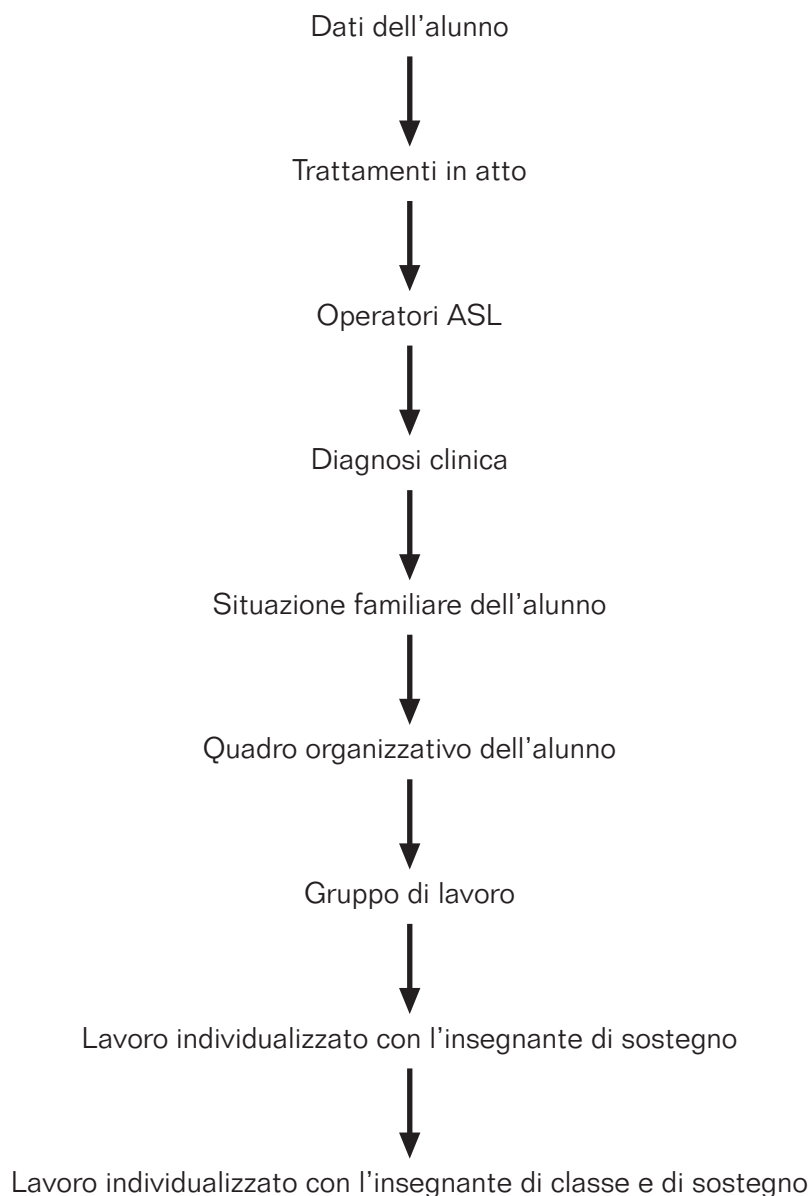 Dati dell’alunno
Trattamenti in atto
Operatori ASL
Diagnosi clinica
Situazione familiare dell’alunno
Quadro organizzativo dell’alunno
Gruppo di lavoro
Lavoro individualizzato con l’insegnante di sostegno
Lavoro individualizzato con l’insegnante di classe e di sostegno